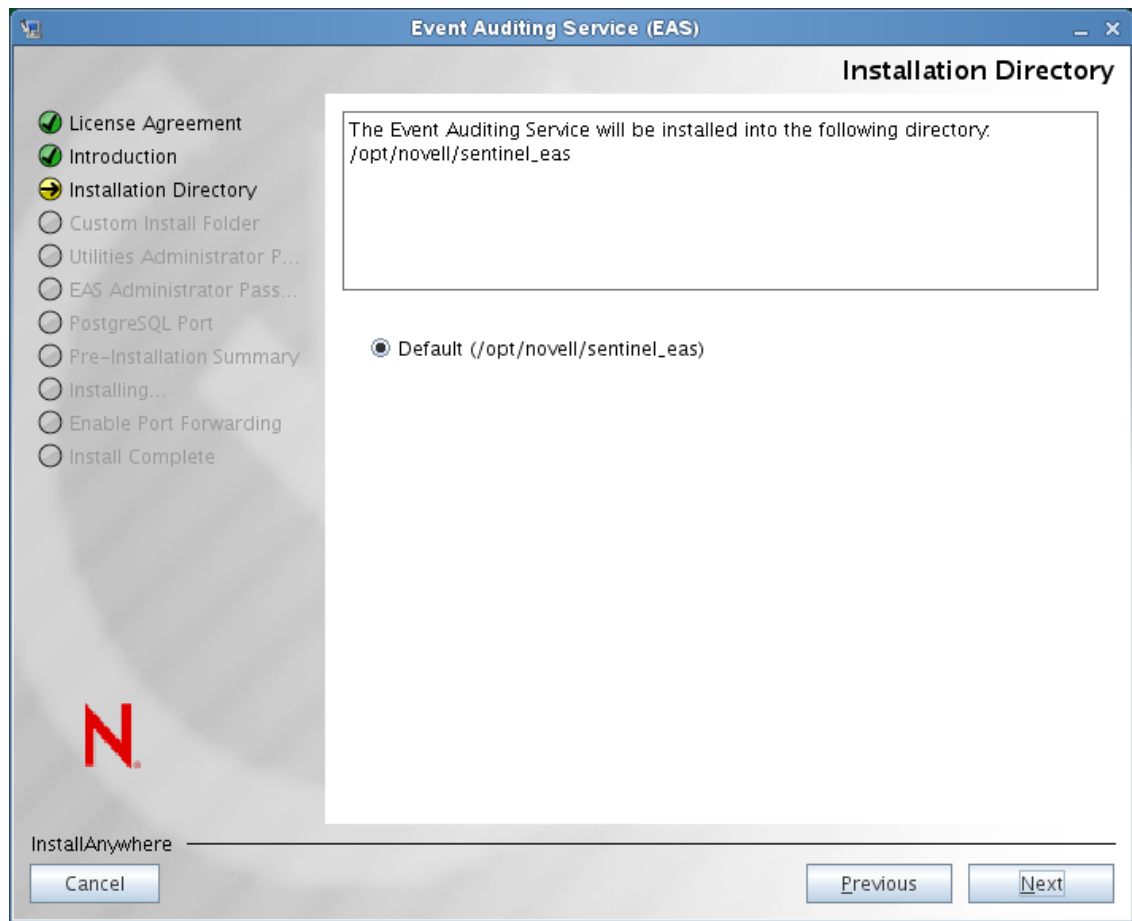 Event Auditing Service (EAS)
Installation Directory
License Agreement
Introduction
Installation Directory
Custom Install Folder
Utilities Administrator P...
EAS Administrator Pass...
PostgreSQL Port
Pre-Installation Summary
Installing...
Enable Port Forwarding
Install Complete
The Event Auditing Service will be installed into the following directory:
/opt/novell/sentinel_eas
Default (/opt/novell/sentinel_eas)
N
InstallAnywhere
Cancel
Previous
Next